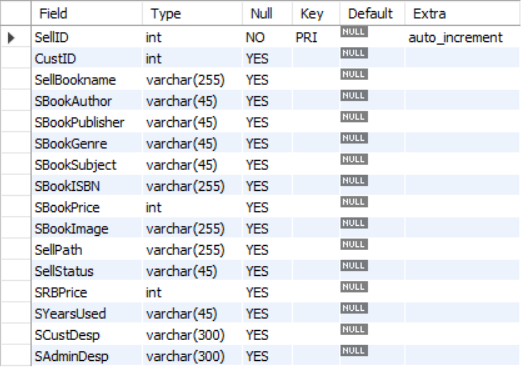 Field Type Null Key Default Extra
SellID int NO PRI NULL auto_increment
CustID int YES NULL
SellBookname varchar(255) YES NULL
SBookAuthor varchar(45) YES NULL
SBookPublisher varchar(45) YES NULL
SBookGenre varchar(45) YES NULL
SBookSubject varchar(45) YES NULL
SBookISBN varchar(255) YES NULL
SBookPrice int YES NULL
SBookImage varchar(255) YES NULL
SellPath varchar(255) YES NULL
SellStatus varchar(45) YES NULL
SRBPrice int YES NULL
SYearsUsed varchar(45) YES NULL
SCustDesp varchar(300) YES NULL
SAdminDesp varchar(300) YES NULL